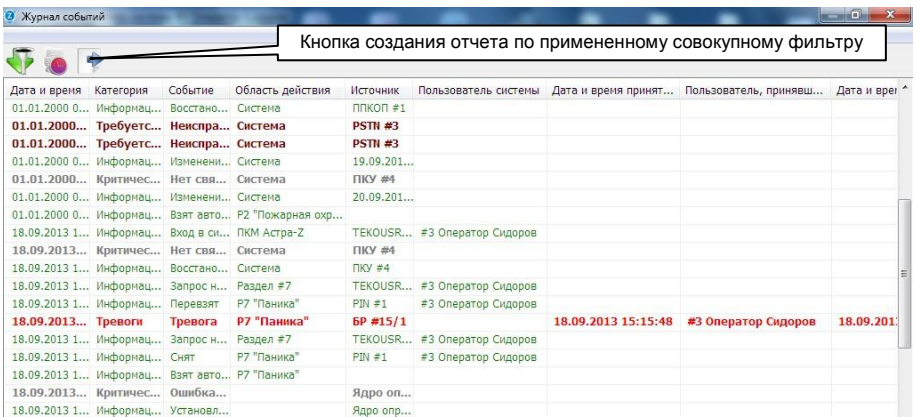 Журнал событий
Кнопка создания отчета по примененному совокупному фильтру
Дата и время Категория Событие Область действия Источник Пользователь системы Дата и время принят... Пользователь, принявш... Дата и врег
01.01.2000 0... Информац... Восстано... Система ППКОП #1
01.01.2000... Требуетс... Неиспра... Система PSTN #3
01.01.2000... Требуетс... Неиспра... Система PSTN #3
01.01.2000 0... Информац... Изменени... Система 19.09.201...
01.01.2000... Критичес... Нет свя... Система ПКУ #4
01.01.2000 0... Информац... Изменени... Система 20.09.201...
01.01.2000 0... Информац... Взят авто... Р2 "Пожарная охр...
18.09.2013 1... Информац... Вход в си... ПКМ Астра-Z TEKOUSR... #3 Оператор Сидоров
18.09.2013... Критичес... Нет свя... Система ПКУ #4
18.09.2013 1... Информац... Восстано... Система ПКУ #4
18.09.2013 1... Информац... Запрос н... Раздел #7 TEKOUSR... #3 Оператор Сидоров
18.09.2013 1... Информац... Перевзят Р7 "Паника" PIN #1 #3 Оператор Сидоров
18.09.2013... Тревоги Тревога Р7 "Паника" БР #15/1 18.09.2013 15:15:48 #3 Оператор Сидоров 18.09.201
18.09.2013 1... Информац... Запрос н... Раздел #7 TEKOUSR... #3 Оператор Сидоров
18.09.2013 1... Информац... Снят Р7 "Паника" PIN #1 #3 Оператор Сидоров
18.09.2013 1... Информац... Взят авто... Р7 "Паника"
18.09.2013... Критичес... Ошибка... Ядро оп...
18.09.2013 1... Информац... Установл... Ядро опр...